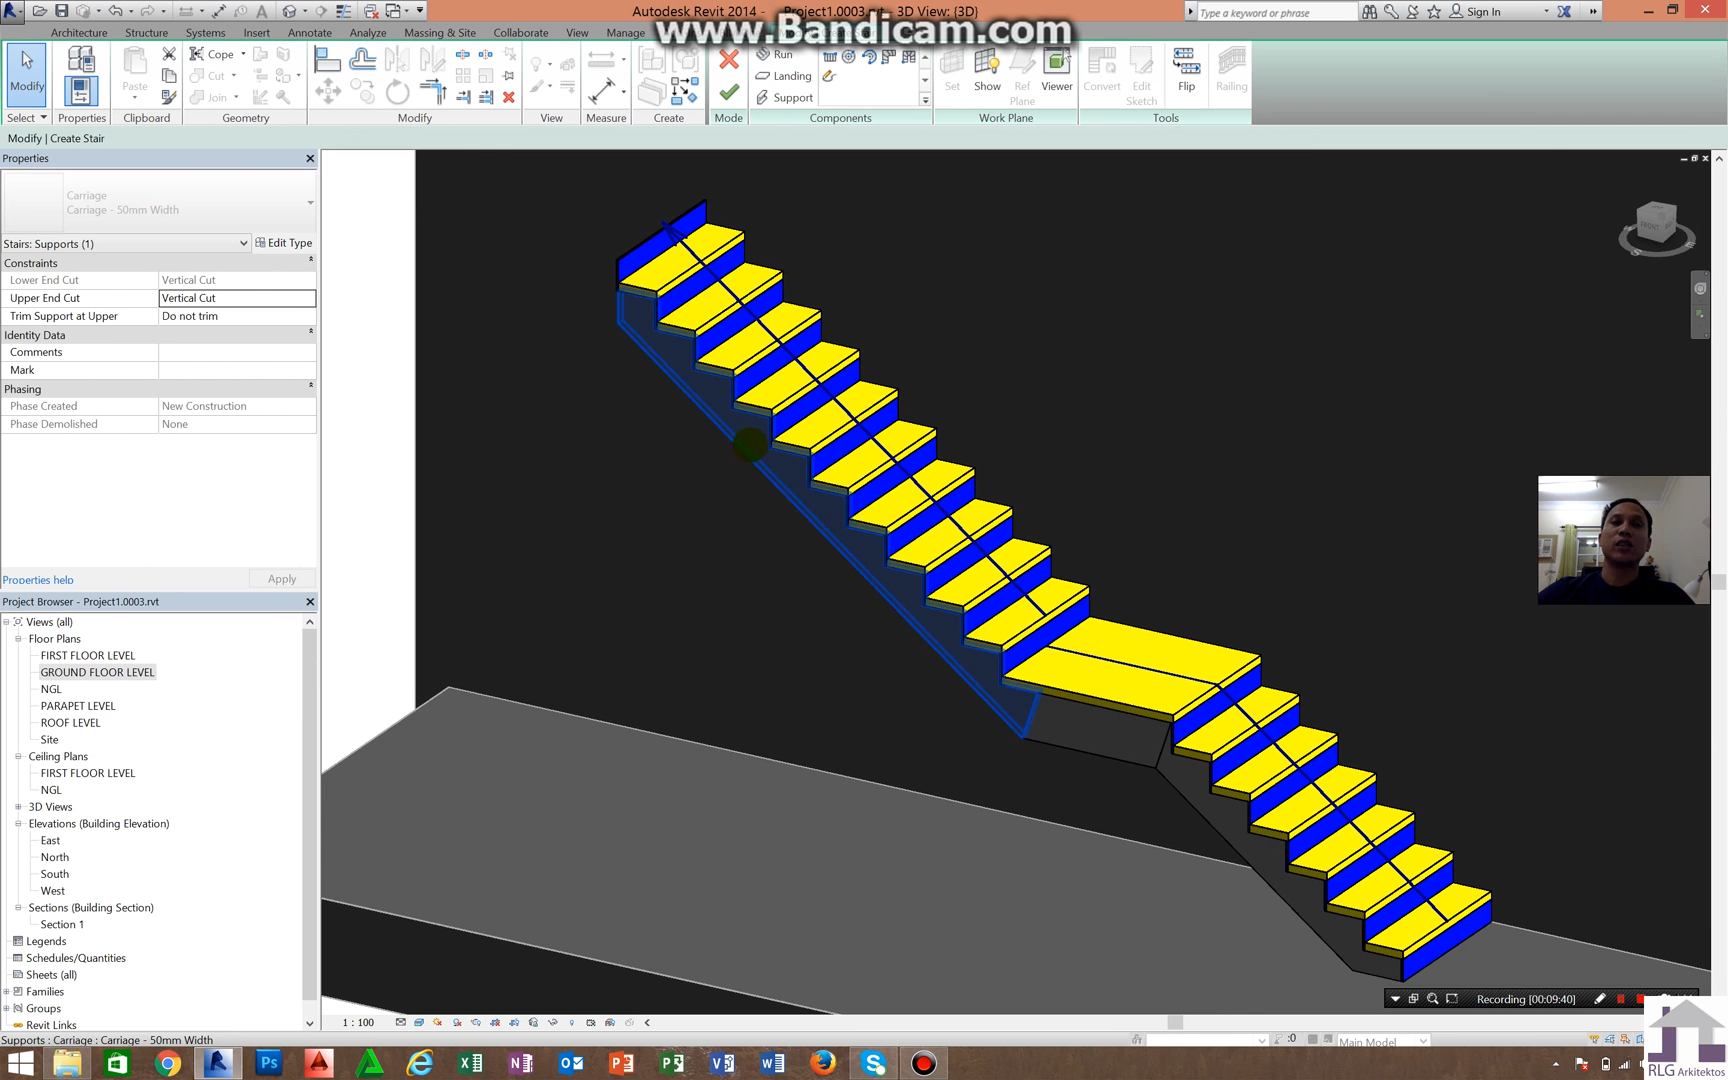 Autodesk Revit 2014 - Project1.0003.rvt - 3D View: {3D}
Type a keyword or phrase
Sign In
www.Bandicam.com
Architecture Structure Systems Insert Annotate Analyze Massing & Site Collaborate View Manage
Modify
Paste
Cope
Cut
Join
Run
Landing
Support
Set
Show
Ref
Plane
Viewer
Convert
Edit
Sketch
Flip
Railing
Select Properties Clipboard Geometry Modify View Measure Create Mode Components Work Plane Tools
Modify | Create Stair
Properties
Carriage
Carriage - 50mm Width
Stairs: Supports (1) Edit Type
Constraints
Lower End Cut Vertical Cut
Upper End Cut Vertical Cut
Trim Support at Upper Do not trim
Identity Data
Comments
Mark
Phasing
Phase Created New Construction
Phase Demolished None
Properties help Apply
Project Browser - Project1.0003.rvt
Views (all)
Floor Plans
FIRST FLOOR LEVEL
GROUND FLOOR LEVEL
NGL
PARAPET LEVEL
ROOF LEVEL
Site
Ceiling Plans
FIRST FLOOR LEVEL
NGL
3D Views
Elevations (Building Elevation)
East
North
South
West
Sections (Building Section)
Section 1
Legends
Schedules/Quantities
Sheets (all)
Families
Groups
Revit Links
FRONT
Recording [00:09:40]
1 : 100
Supports : Carriage : Carriage - 50mm Width
:0
Main Model
RLG Arkitektos